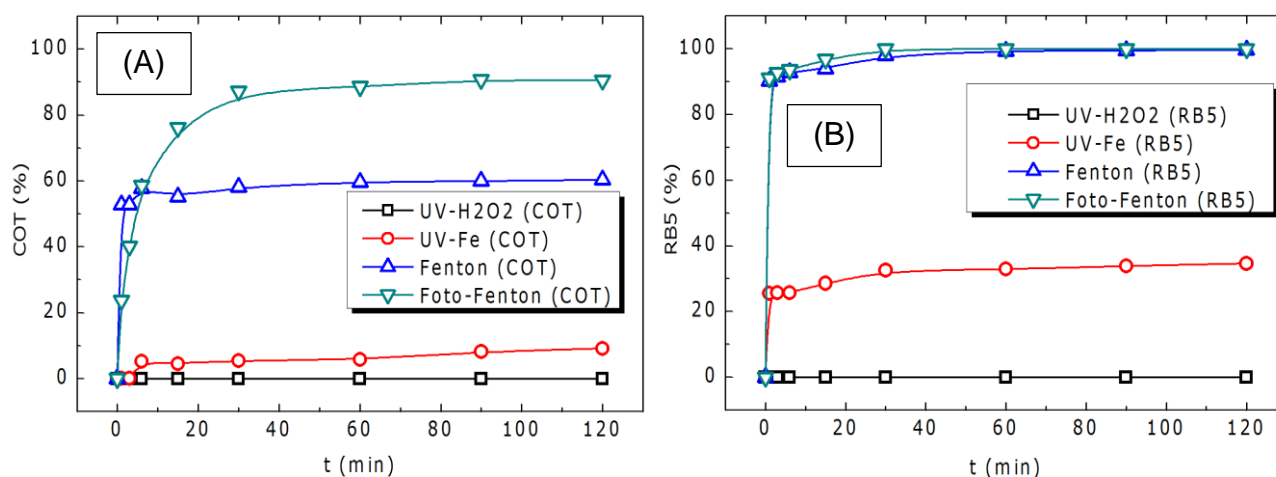 (A)
COT (%)
100
80
60
40
20
0
UV-H2O2 (COT)
UV-Fe (COT)
Fenton (COT)
Foto-Fenton (COT)
0 20 40 60 80 100 120
t (min)
(B)
RB5 (%)
100
80
60
40
20
0
UV-H2O2 (RB5)
UV-Fe (RB5)
Fenton (RB5)
Foto-Fenton (RB5)
0 20 40 60 80 100 120
t (min)